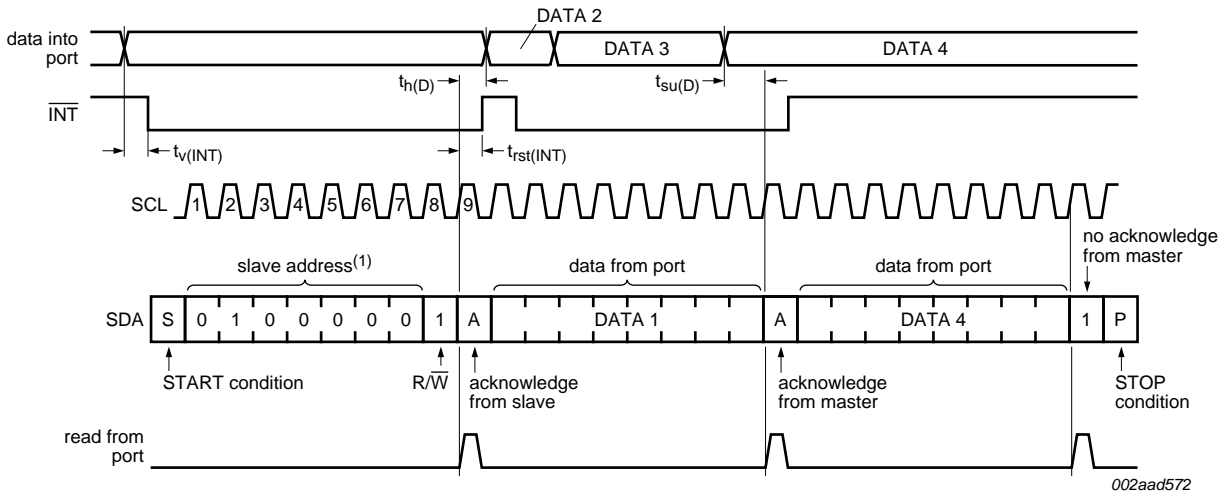 DATA 2
data into
port
DATA 3
DATA 4
t_h(D)
t_su(D)
INT
t_v(INT)
t_rst(INT)
SCL
1 2 3 4 5 6 7 8 9
no acknowledge
from master
slave address(1)
data from port
data from port
SDA
S 0 1 0 0 0 0 0 1 A DATA 1 A DATA 4 1 P
START condition
R/W
acknowledge
from slave
acknowledge
from master
STOP
condition
read from
port
002aad572